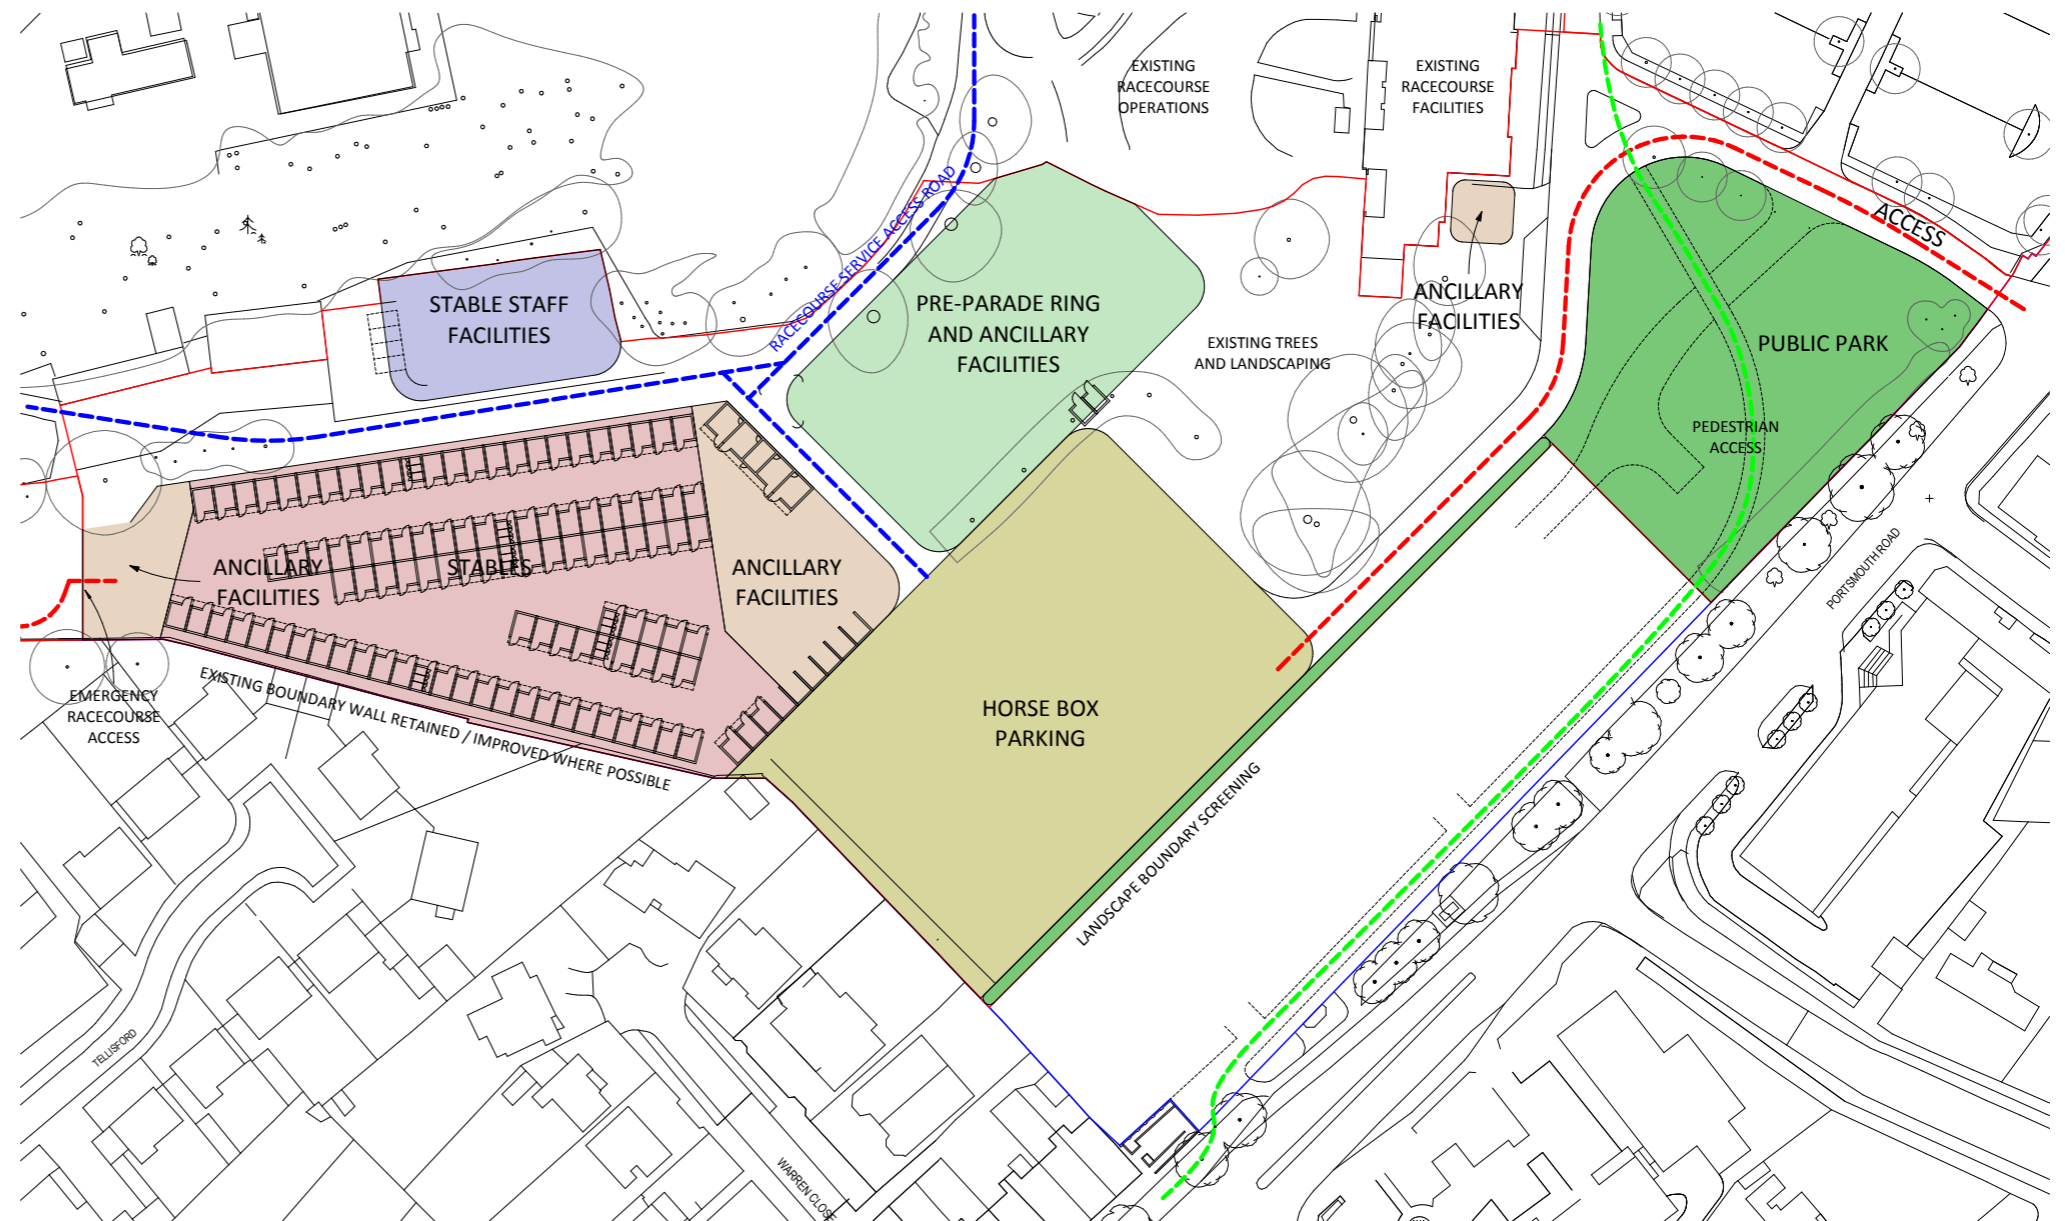 EXISTING
RACECOURSE
OPERATIONS
EXISTING
RACECOURSE
FACILITIES
RACECOURSE SERVICE ACCESS ROAD
ACCESS
STABLE STAFF
FACILITIES
PRE-PARADE RING
AND ANCILLARY
FACILITIES
ANCILLARY
FACILITIES
EXISTING TREES
AND LANDSCAPING
PUBLIC PARK
PEDESTRIAN
ACCESS
ANCILLARY
FACILITIES
STABLES
ANCILLARY
FACILITIES
PORTSMOUTH ROAD
EMERGENCY
RACECOURSE
ACCESS
EXISTING BOUNDARY WALL RETAINED / IMPROVED WHERE POSSIBLE
HORSE BOX
PARKING
LANDSCAPE BOUNDARY SCREENING
TELLISFORD
WARREN CLOSE